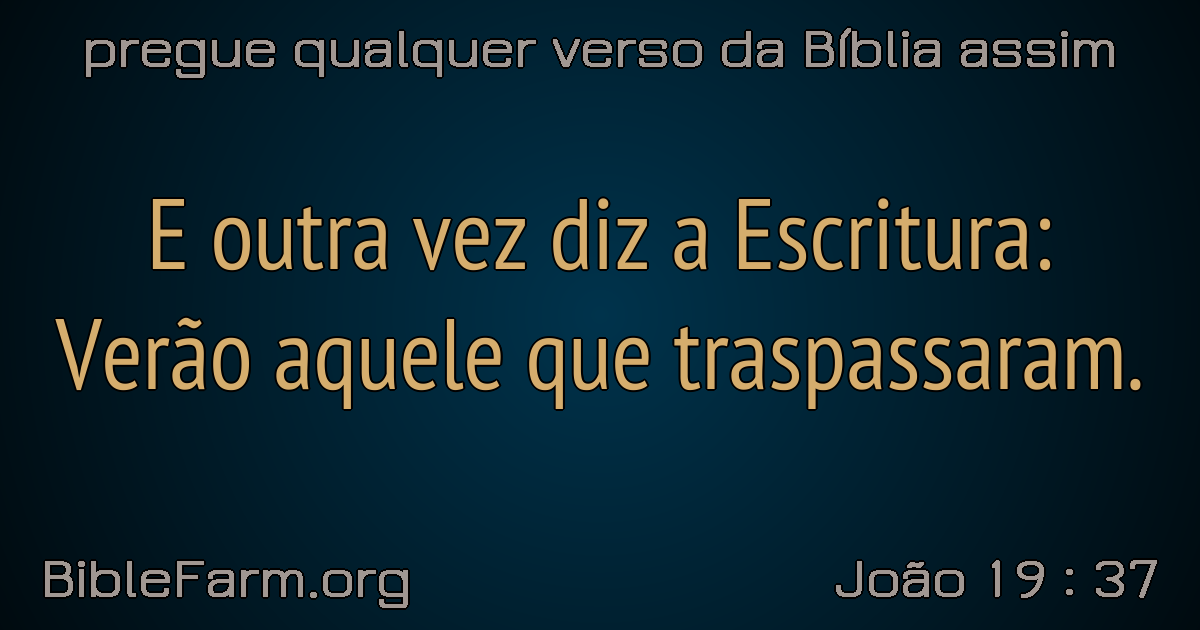 pregue qualquer verso da Bíblia assim
E outra vez diz a Escritura:
Verão aquele que traspassaram.
BibleFarm.org
João 19 : 37